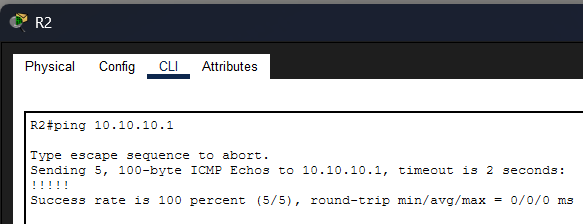 R2
Physical Config CLI Attributes
R2#ping 10.10.10.1
Type escape sequence to abort.
Sending 5, 100-byte ICMP Echos to 10.10.10.1, timeout is 2 seconds:
!!!!!
Success rate is 100 percent (5/5), round-trip min/avg/max = 0/0/0 ms